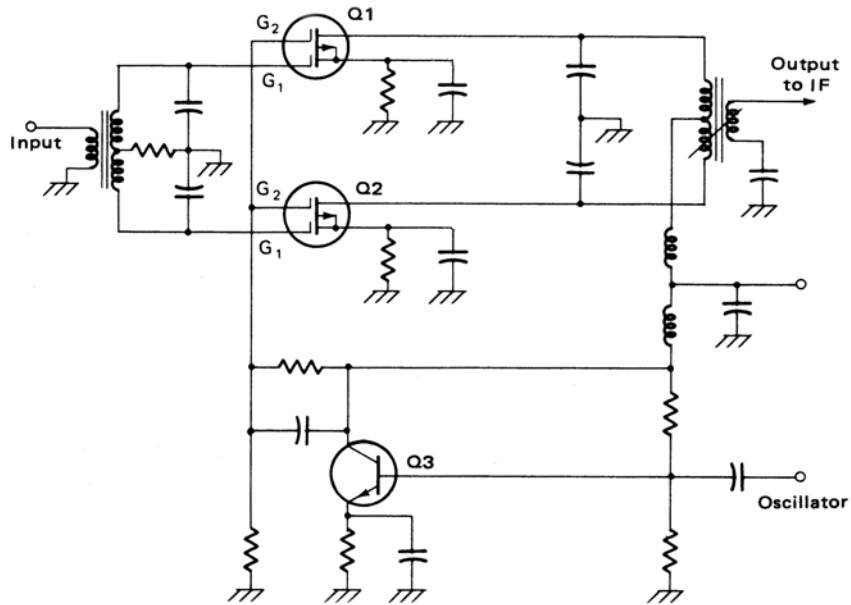 G2
Q1
G1
Output
to IF
Input
G2
Q2
G1
Q3
Oscillator